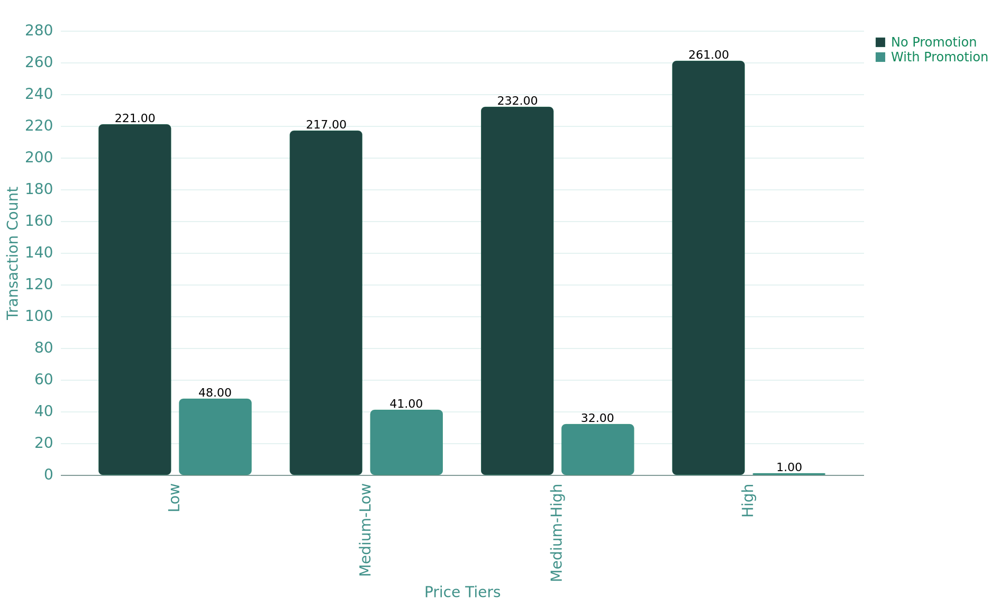 280
260
240
220
200
180
160
140
120
100
80
60
40
20
0
Transaction Count
221.00
48.00
217.00
41.00
232.00
32.00
261.00
1.00
Low
Medium-Low
Medium-High
High
Price Tiers
No Promotion
With Promotion